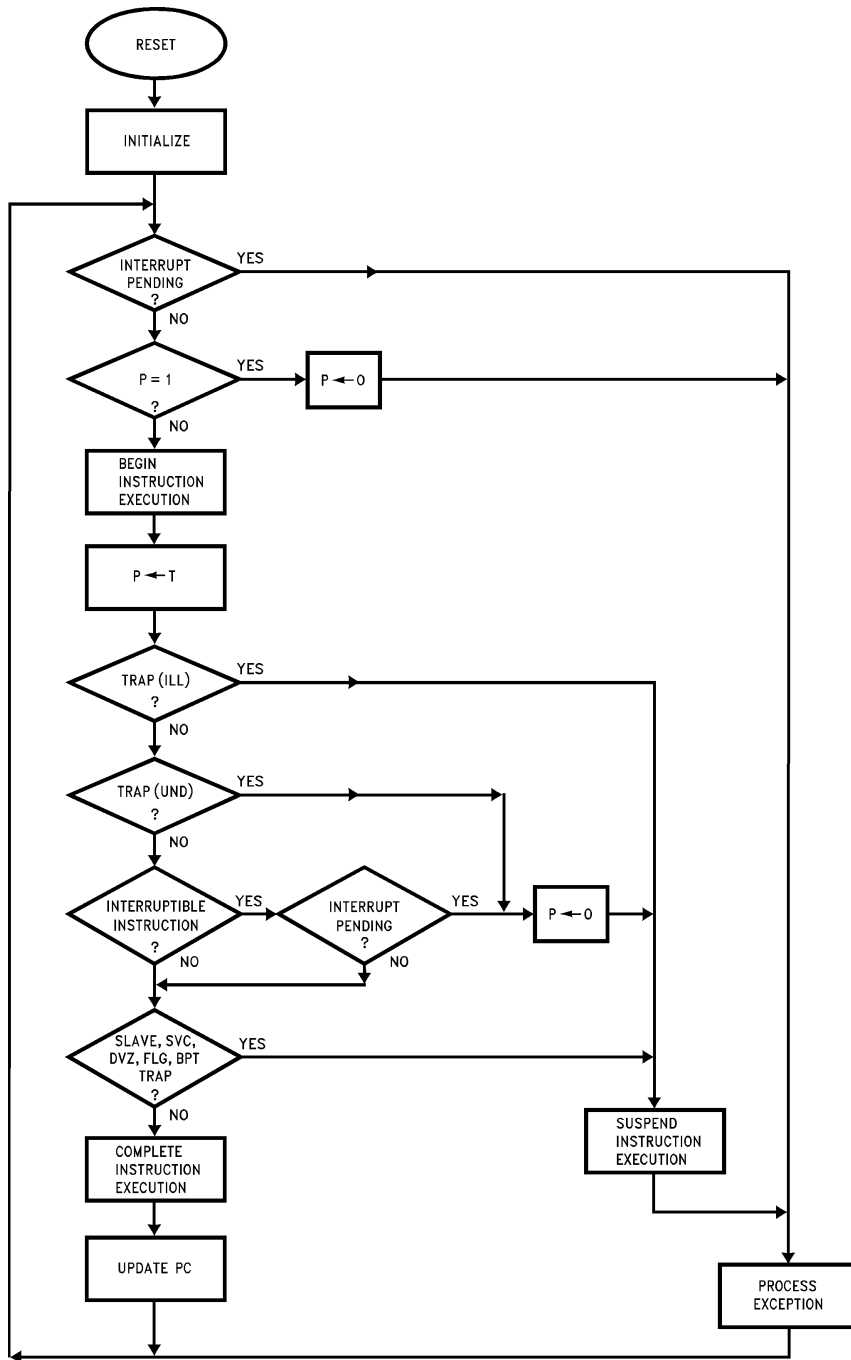 RESET
INITIALIZE
INTERRUPT
PENDING
?
YES
NO
P = 1
?
YES
NO
P ← 0
BEGIN
INSTRUCTION
EXECUTION
P ← T
TRAP (ILL)
?
YES
NO
TRAP (UND)
?
YES
NO
INTERRUPTIBLE
INSTRUCTION
?
YES
NO
INTERRUPT
PENDING
?
YES
NO
P ← 0
SLAVE, SVC,
DVZ, FLG, BPT
TRAP
?
YES
NO
SUSPEND
INSTRUCTION
EXECUTION
COMPLETE
INSTRUCTION
EXECUTION
UPDATE PC
PROCESS
EXCEPTION